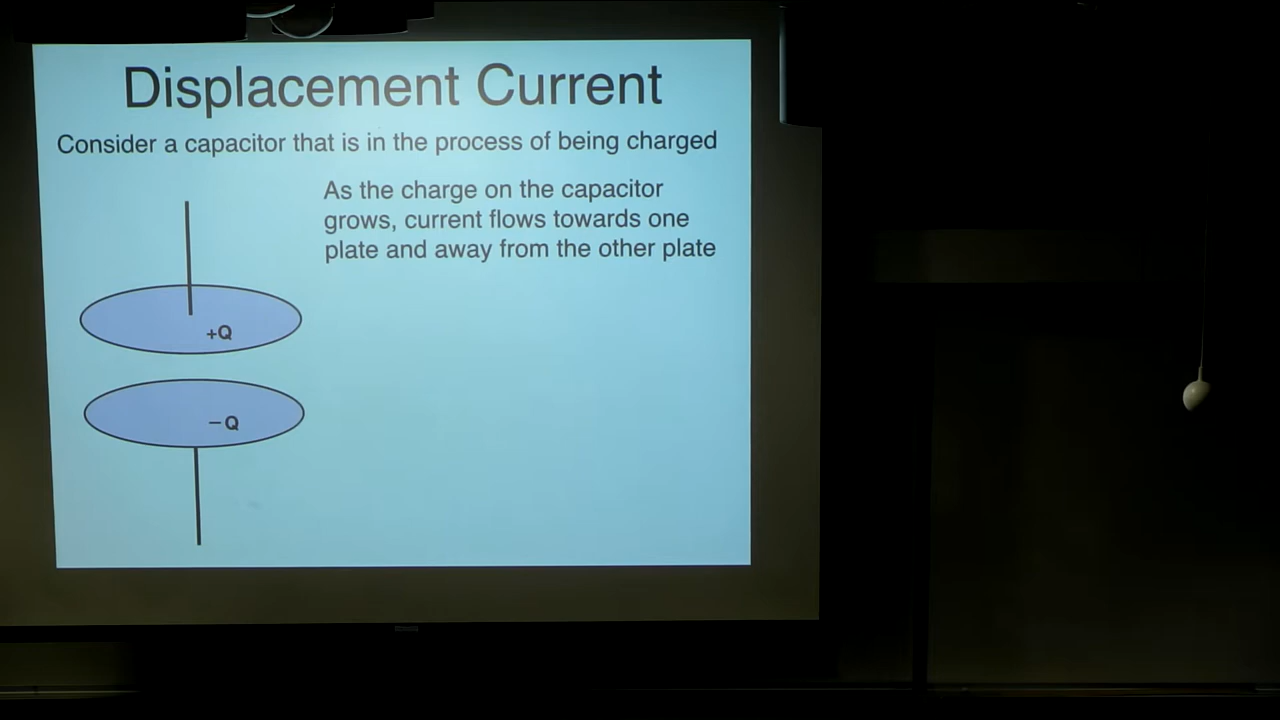 Displacement Current
Consider a capacitor that is in the process of being charged
As the charge on the capacitor
grows, current flows towards one
plate and away from the other plate
+Q
−Q